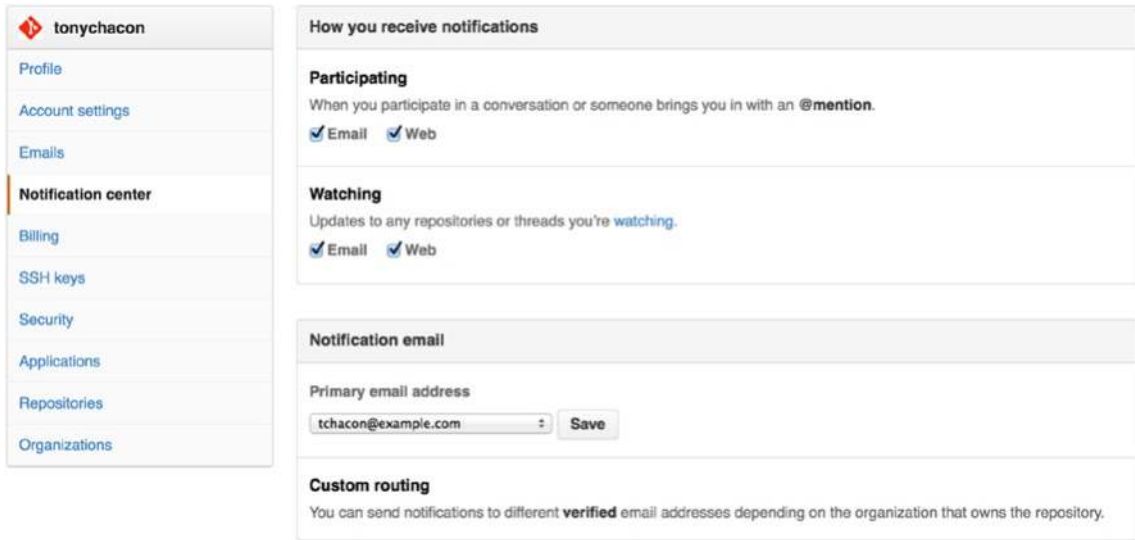 tonychacon
Profile
Account settings
Emails
Notification center
Billing
SSH keys
Security
Applications
Repositories
Organizations
How you receive notifications
Participating
When you participate in a conversation or someone brings you in with an @mention.
Email Web
Watching
Updates to any repositories or threads you're watching.
Email Web
Notification email
Primary email address
tchacon@example.com Save
Custom routing
You can send notifications to different verified email addresses depending on the organization that owns the repository.